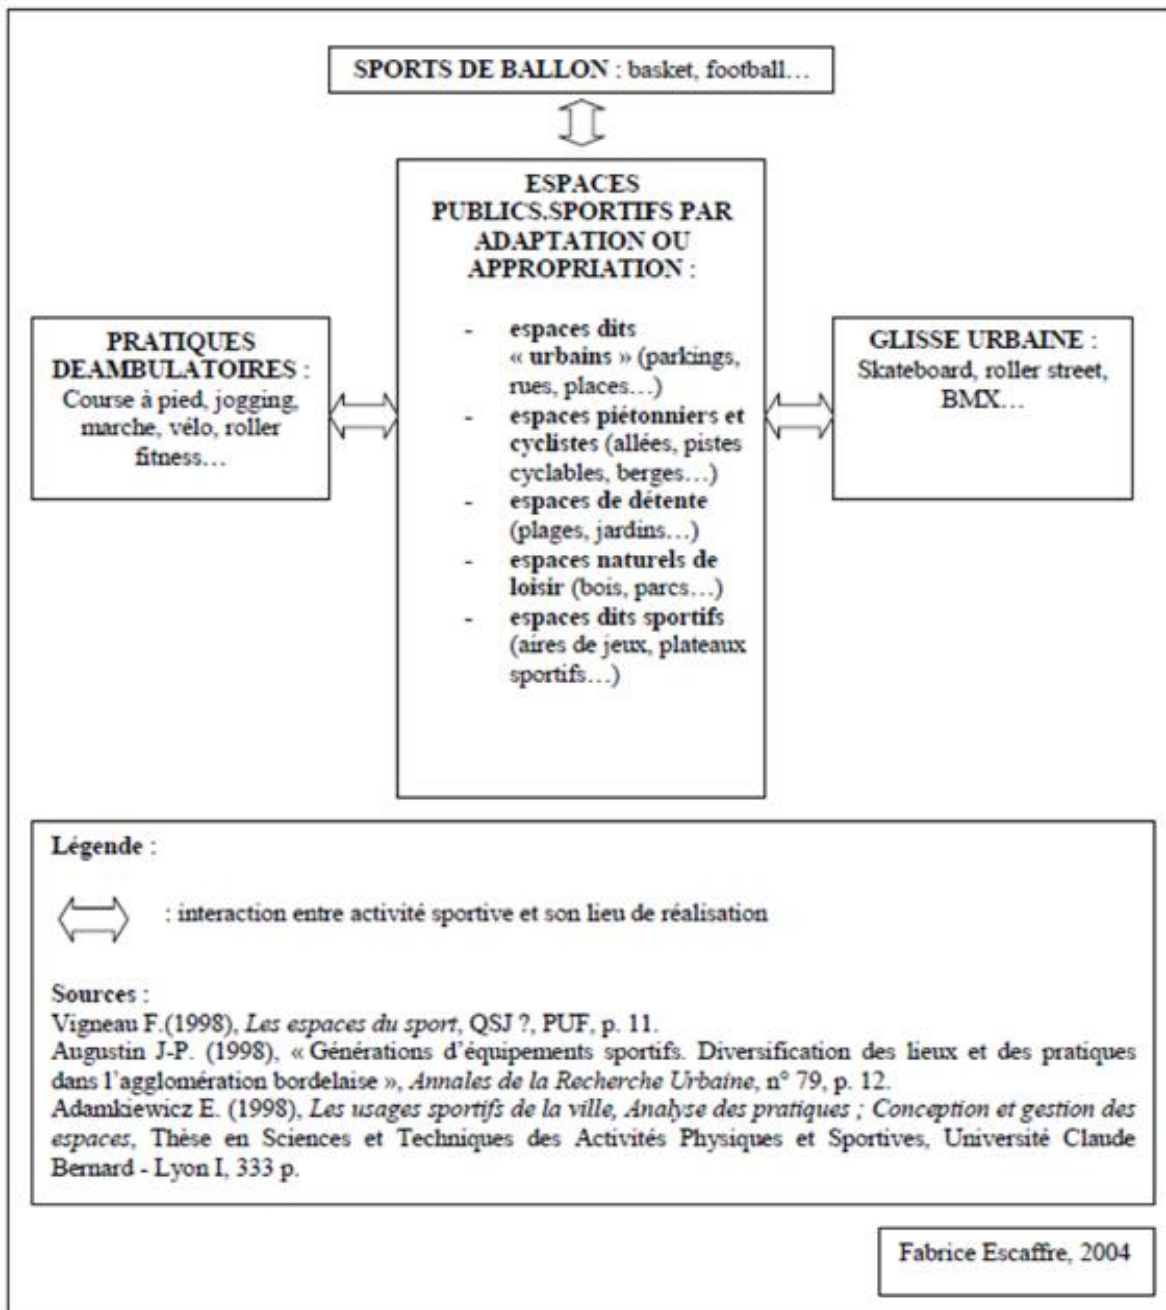 SPORTS DE BALLON : basket, football…
ESPACES
PUBLICS.SPORTIFS PAR
ADAPTATION OU
APPROPRIATION :
- espaces dits
« urbains » (parkings,
rues, places…)
- espaces piétonniers et
cyclistes (allées, pistes
cyclables, berges…)
- espaces de détente
(plages, jardins…)
- espaces naturels de
loisir (bois, parcs…)
- espaces dits sportifs
(aires de jeux, plateaux
sportifs…)
PRATIQUES
DEAMBULATOIRES :
Course à pied, jogging,
marche, vélo, roller
fitness…
GLISSE URBAINE :
Skateboard, roller street,
BMX…
Légende :
: interaction entre activité sportive et son lieu de réalisation
Sources :
Vigneau F.(1998), Les espaces du sport, QSJ ?, PUF, p. 11.
Augustin J-P. (1998), « Générations d’équipements sportifs. Diversification des lieux et des pratiques
dans l’agglomération bordelaise », Annales de la Recherche Urbaine, n° 79, p. 12.
Adamkiewicz E. (1998), Les usages sportifs de la ville, Analyse des pratiques ; Conception et gestion des
espaces, Thèse en Sciences et Techniques des Activités Physiques et Sportives, Université Claude
Bernard - Lyon I, 333 p.
Fabrice Escaffre, 2004